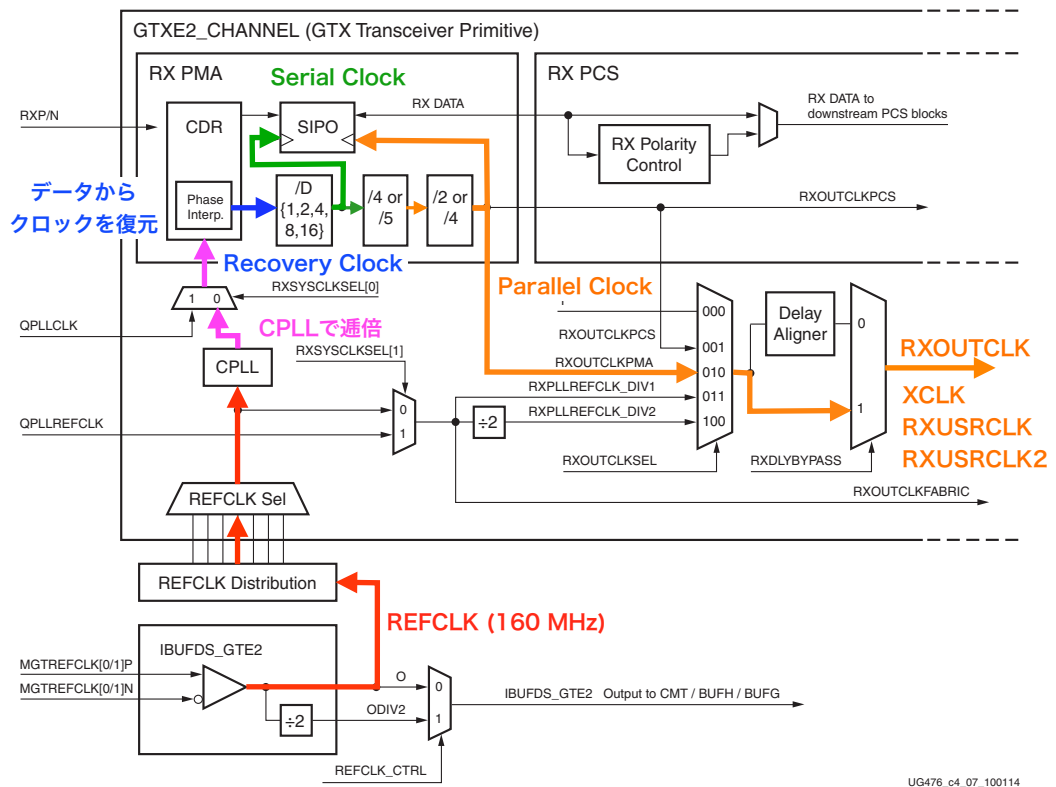 GTXE2_CHANNEL (GTX Transceiver Primitive)
RX PMA
Serial Clock
RX PCS
RXP/N
CDR
SIPO
RX DATA
RX DATA to
downstream PCS blocks
RX Polarity
Control
データから
クロックを復元
Phase
Interp.
/D
{1,2,4,
8,16}
/4 or
/5
/2 or
/4
RXOUTCLKPCS
Recovery Clock
Parallel Clock
RXSYSCLKSEL[0]
1 0
QPLLCLK
CPLLで逓倍
RXSYSCLKSEL[1]
CPLL
QPLLREFCLK
0
1
÷2
RXOUTCLKPCS
RXOUTCLKPMA
RXPLLREFCLK_DIV1
RXPLLREFCLK_DIV2
000
001
010
011
100
Delay
Aligner
0
1
RXOUTCLK
XCLK
RXUSRCLK
RXUSRCLK2
RXOUTCLKSEL
RXDLYBYPASS
RXOUTCLKFABRIC
REFCLK Sel
REFCLK Distribution
REFCLK (160 MHz)
IBUFDS_GTE2
MGTREFCLK[0/1]P
MGTREFCLK[0/1]N
O
÷2
ODIV2
0
1
IBUFDS_GTE2 Output to CMT / BUFH / BUFG
REFCLK_CTRL
UG476_c4_07_100114